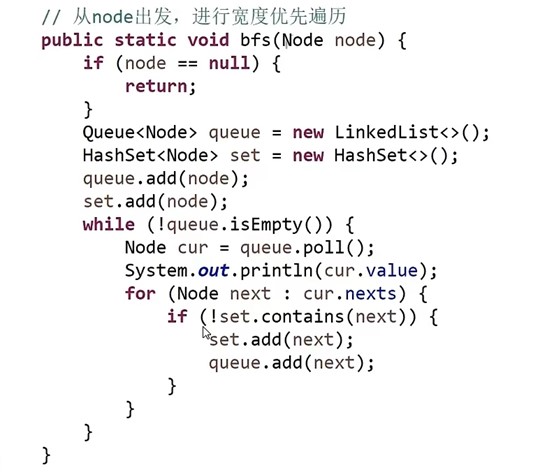 // 从node出发，进行宽度优先遍历
public static void bfs(Node node) {
    if (node == null) {
        return;
    }
    Queue<Node> queue = new LinkedList<>();
    HashSet<Node> set = new HashSet<>();
    queue.add(node);
    set.add(node);
    while (!queue.isEmpty()) {
        Node cur = queue.poll();
        System.out.println(cur.value);
        for (Node next : cur.nexts) {
            if (!set.contains(next)) {
                set.add(next);
                queue.add(next);
            }
        }
    }
}